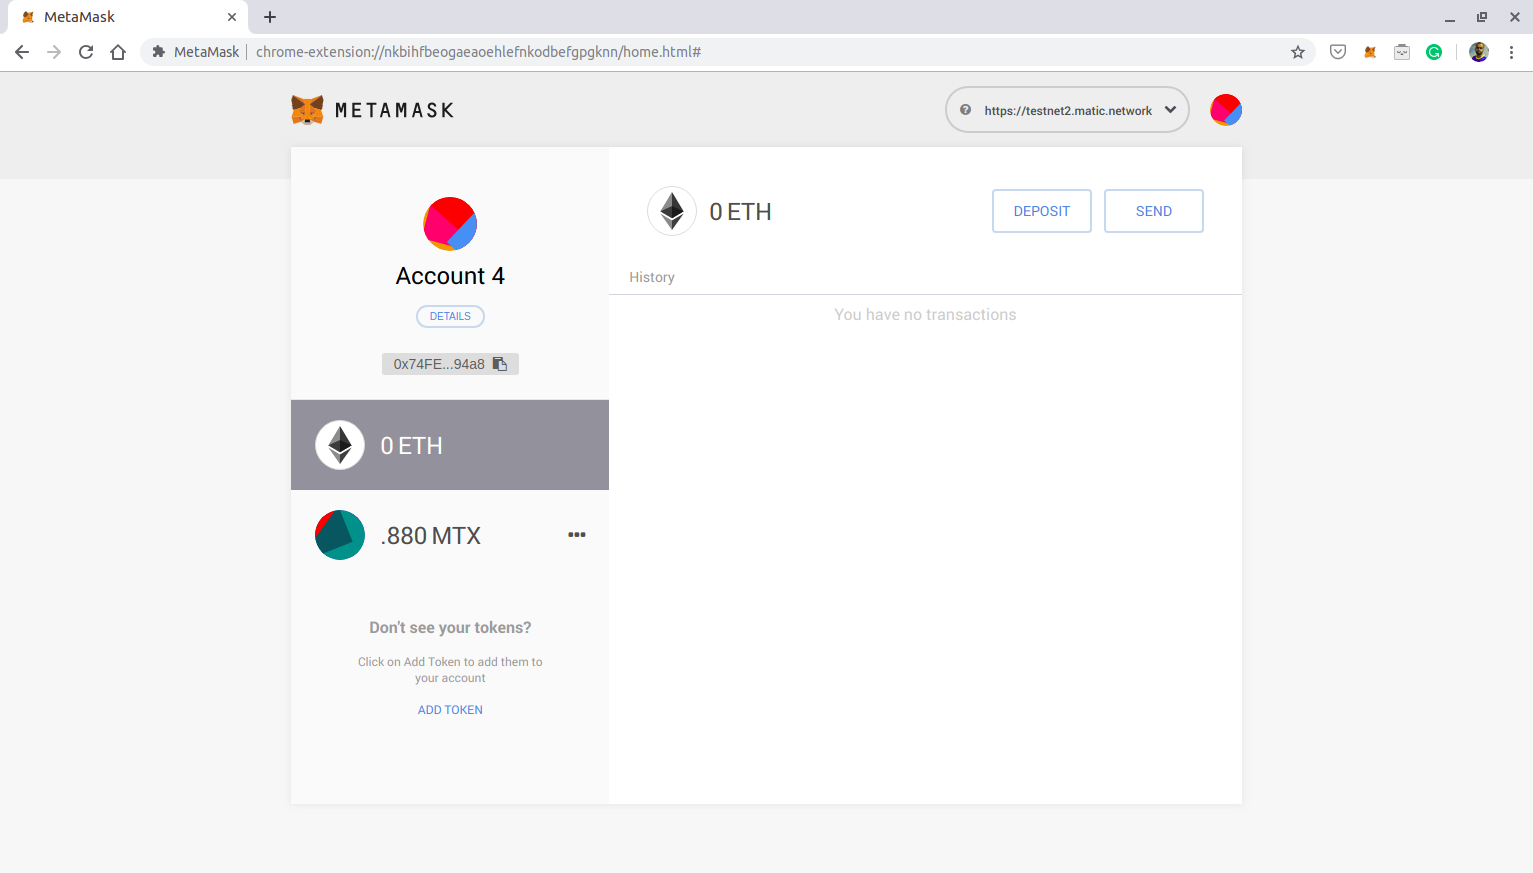 MetaMask
MetaMask chrome-extension://nkbihfbeogaeaoehlefnkodbefgpgknn/home.html#
METAMASK
https://testnet2.matic.network
Account 4
DETAILS
0x74FE...94a8
0 ETH
.880 MTX
Don't see your tokens?
Click on Add Token to add them to
your account
ADD TOKEN
0 ETH
DEPOSIT
SEND
History
You have no transactions